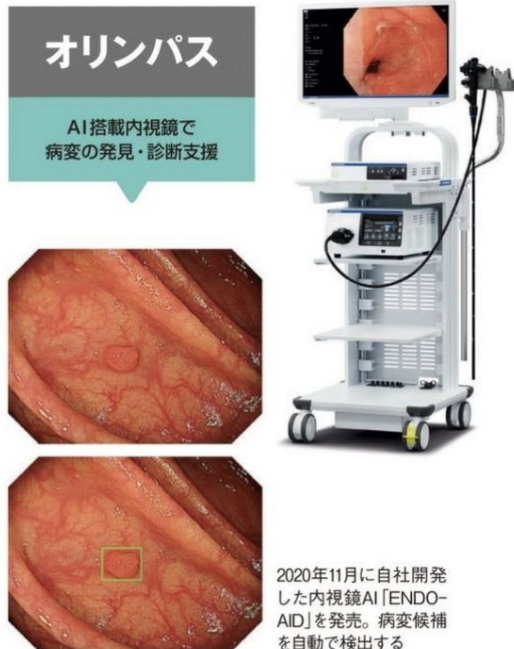 オリンパス
AI搭載内視鏡で
病変の発見・診断支援
2020年11月に自社開発
した内視鏡AI「ENDO-
AID」を発売。病変候補
を自動で検出する